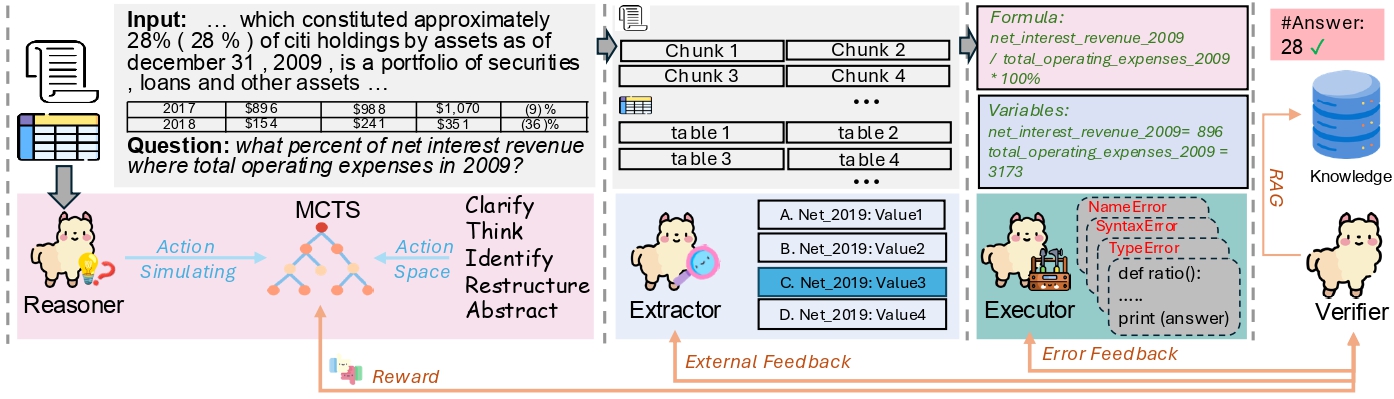 Input: ... which constituted approximately
28% ( 28 % ) of citi holdings by assets as of
december 31 , 2009 , is a portfolio of securities
, loans and other assets ...
2017 $896 $988 $1,070 (9) %
2018 $154 $241 $351 (36)%
Question: what percent of net interest revenue
where total operating expenses in 2009?
Reasoner
Action
Simulating
MCTS
Action
Space
Clarify
Think
Identify
Restructure
Abstract
Chunk 1 Chunk 2
Chunk 3 Chunk 4
...
table 1 table 2
table 3 table 4
...
Extractor
A. Net_2019: Value1
B. Net_2022: Value2
C. Net_2019: Value3
D. Net_2019: Value4
Formula:
net_interest_revenue_2009
/ total_operating_expenses_2009
* 100%
Variables:
net_interest_revenue_2009= 896
total_operating_expenses_2009 =
3173
Executor
NameError
SyntaxError
TypeError
def ratio():
.....
print (answer)
#Answer:
28 ✓
Knowledge
RAG
Verifier
Reward
External Feedback
Error Feedback